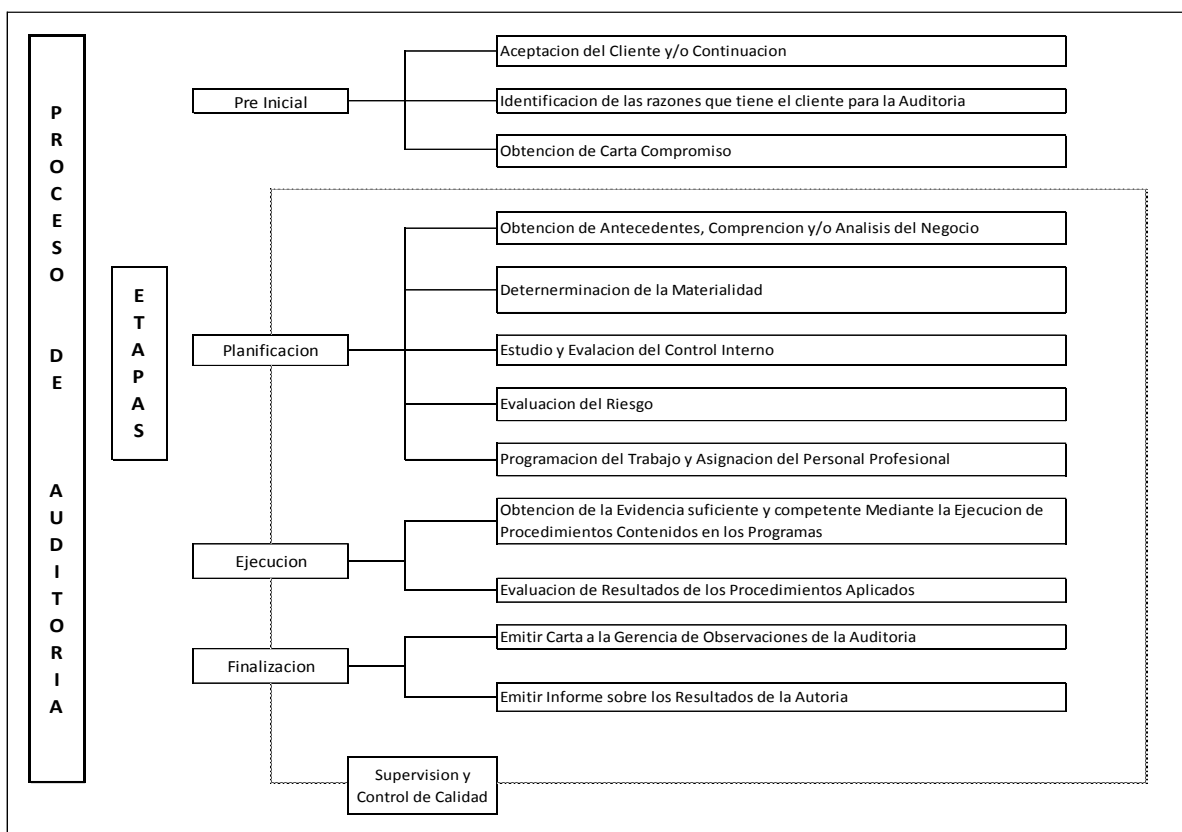 PROCESO DE AUDITORIA
ETAPAS
Pre Inicial
Aceptacion del Cliente y/o Continuacion
Identificacion de las razones que tiene el cliente para la Auditoria
Obtencion de Carta Compromiso
Planificacion
Obtencion de Antecedentes, Comprencion y/o Analisis del Negocio
Deternerminacion de la Materialidad
Estudio y Evalacion del Control Interno
Evaluacion del Riesgo
Programacion del Trabajo y Asignacion del Personal Profesional
Ejecucion
Obtencion de la Evidencia suficiente y competente Mediante la Ejecucion de
Procedimientos Contenidos en los Programas
Evaluacion de Resultados de los Procedimientos Aplicados
Finalizacion
Emitir Carta a la Gerencia de Observaciones de la Auditoria
Emitir Informe sobre los Resultados de la Autoria
Supervision y
Control de Calidad